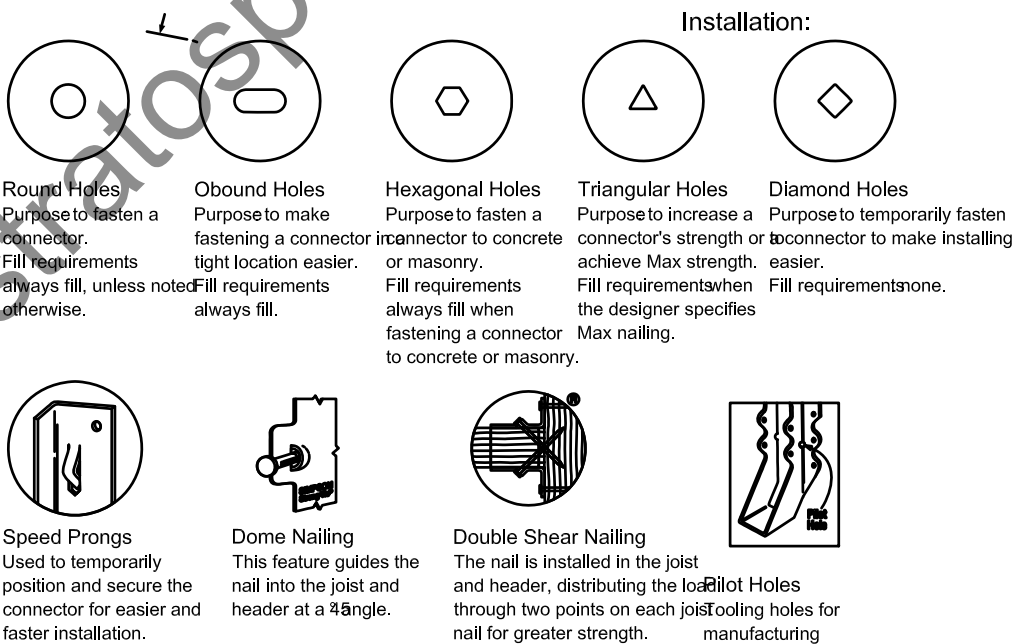 Installation:
Round Holes
Purpose to fasten a
connector.
Fill requirements
always fill, unless noted
otherwise.
Obound Holes
Purpose to make
fastening a connector in a
tight location easier.
Fill requirements
always fill.
Hexagonal Holes
Purpose to fasten a
connector to concrete
or masonry.
Fill requirements
always fill when
fastening a connector
to concrete or masonry.
Triangular Holes
Purpose to increase a
connector's strength or to
achieve Max strength.
Fill requirements when
the designer specifies
Max nailing.
Diamond Holes
Purpose to temporarily fasten
a connector to make installing
easier.
Fill requirements none.
®
Pilot
Hole
Speed Prongs
Used to temporarily
position and secure the
connector for easier and
faster installation.
Dome Nailing
This feature guides the
nail into the joist and
header at a 45° angle.
Double Shear Nailing
The nail is installed in the joist
and header, distributing the load
through two points on each joist
nail for greater strength.
Pilot Holes
Tooling holes for
manufacturing
stratosp